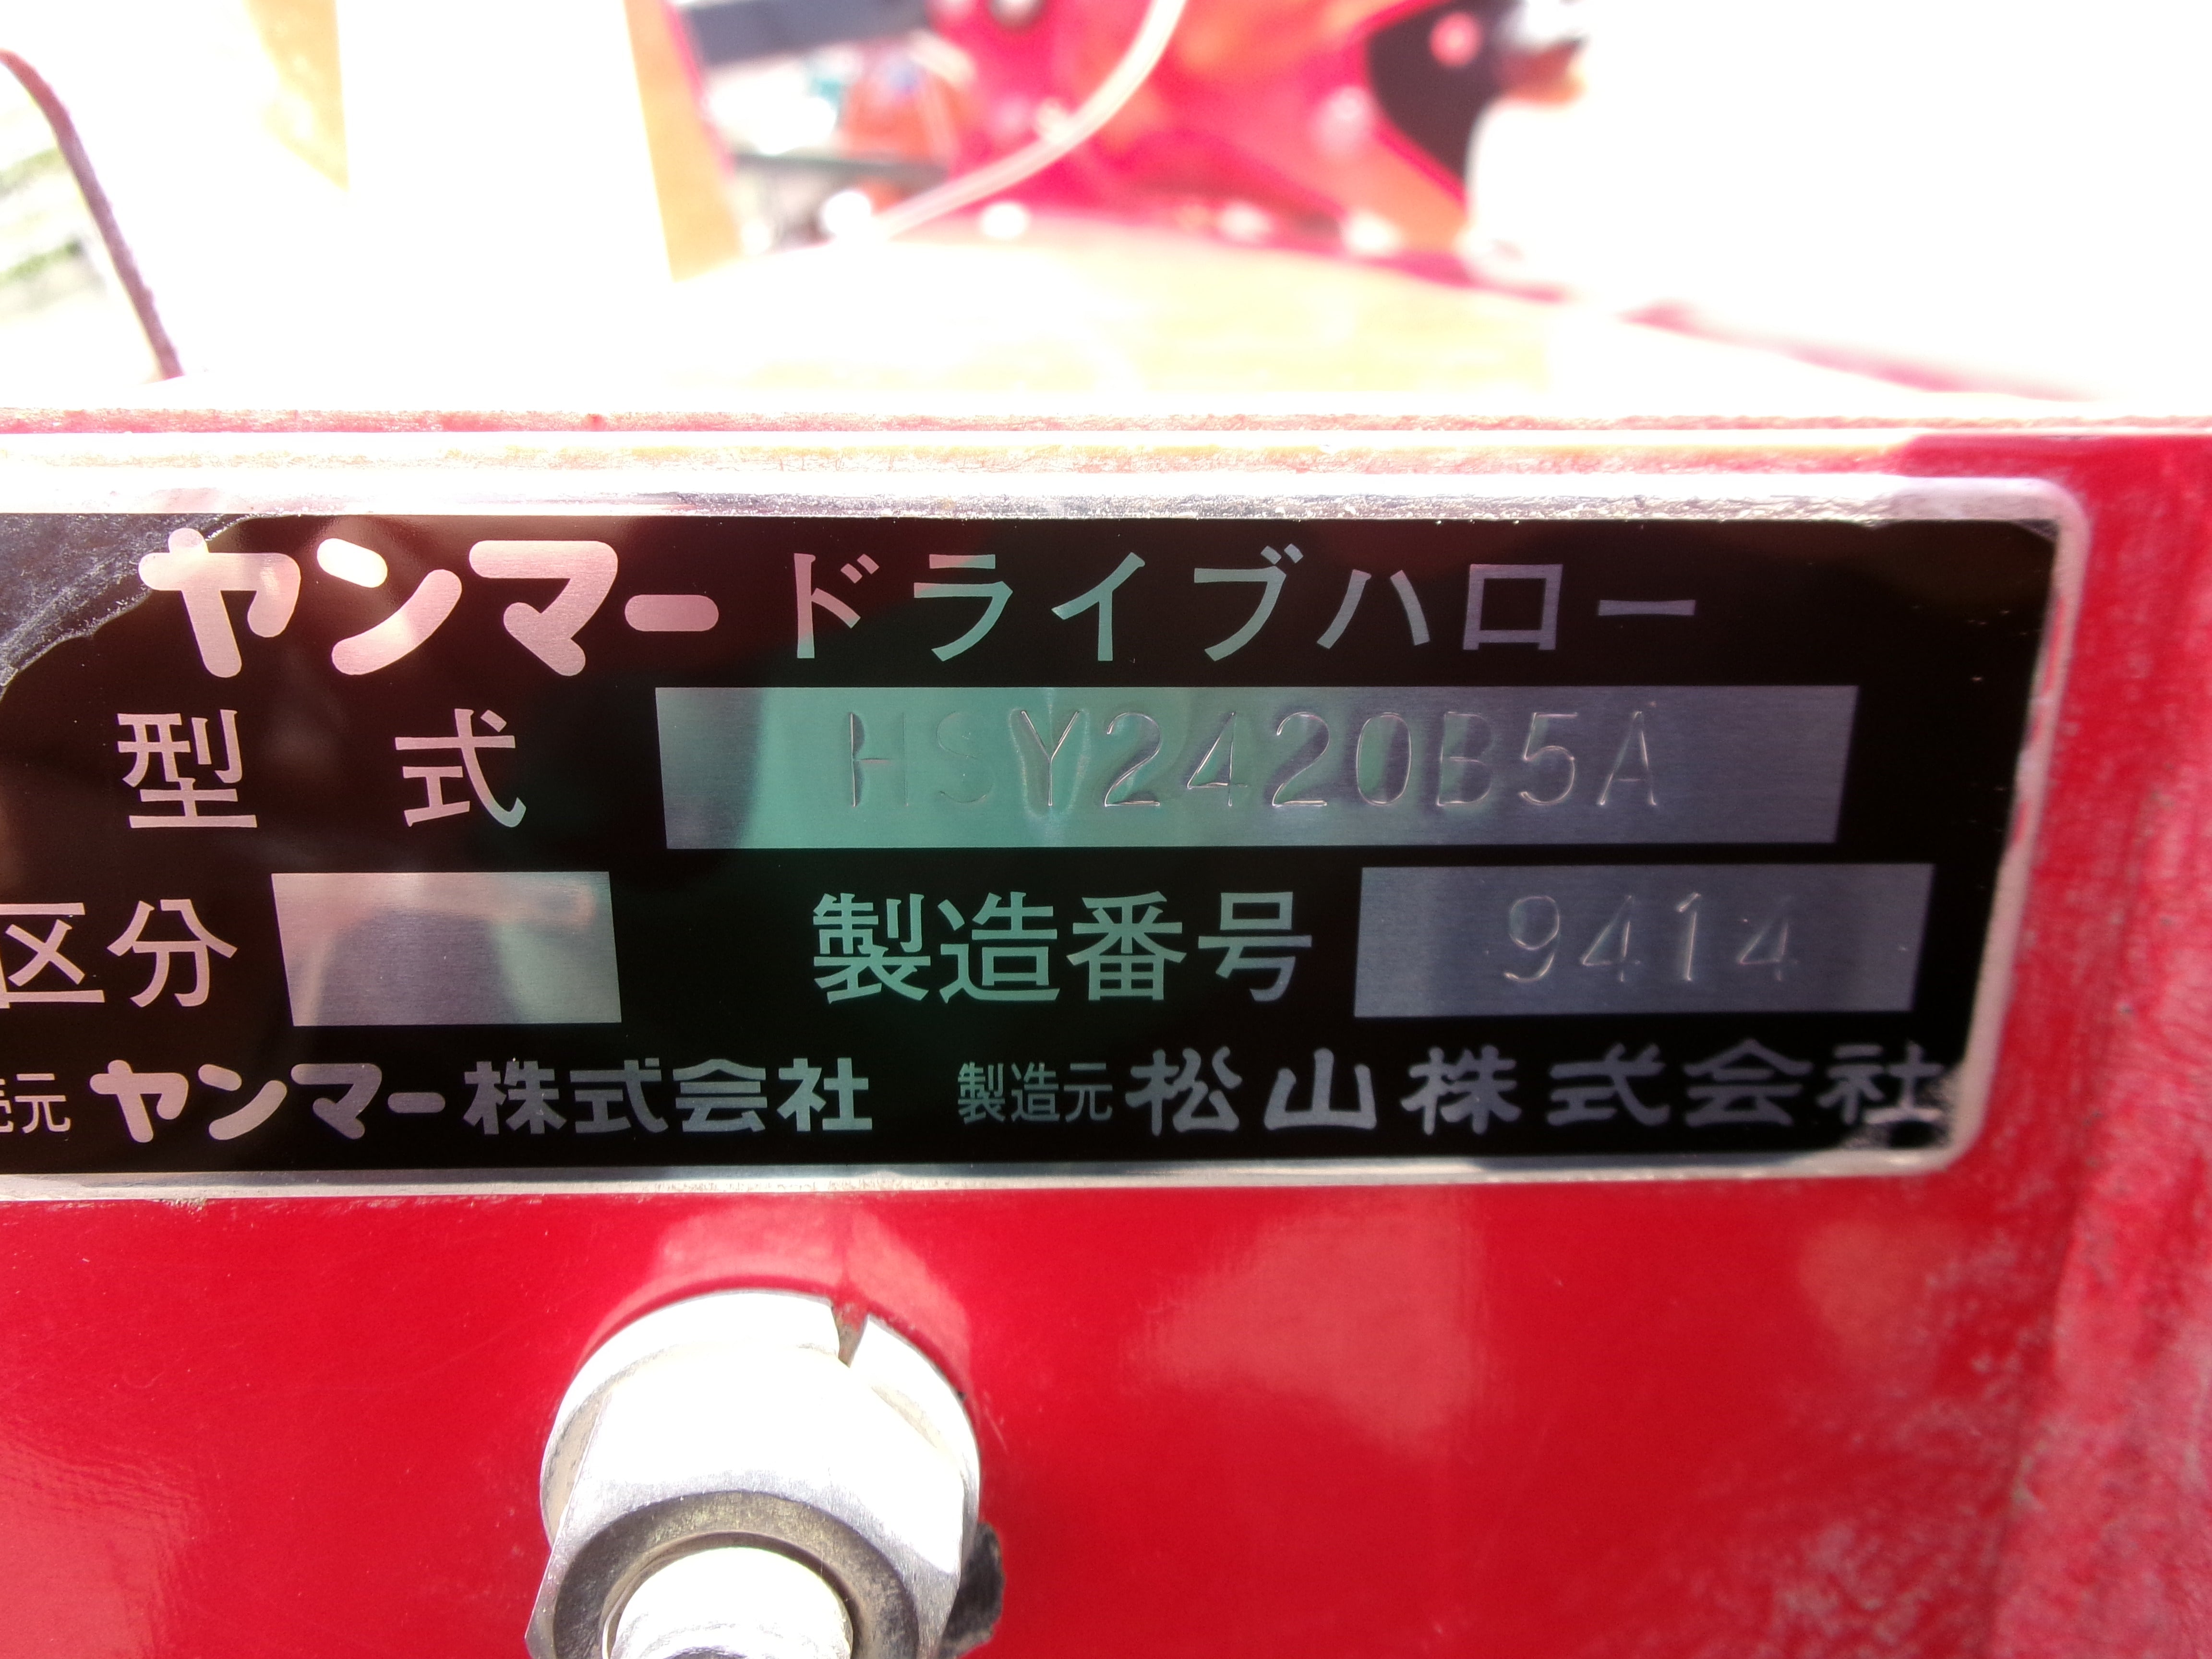 ヤンマー ドライブハロー
型 式 HSY2420B5A
区分 製造番号 9414
売元 ヤンマー株式会社 製造元 松山株式会社